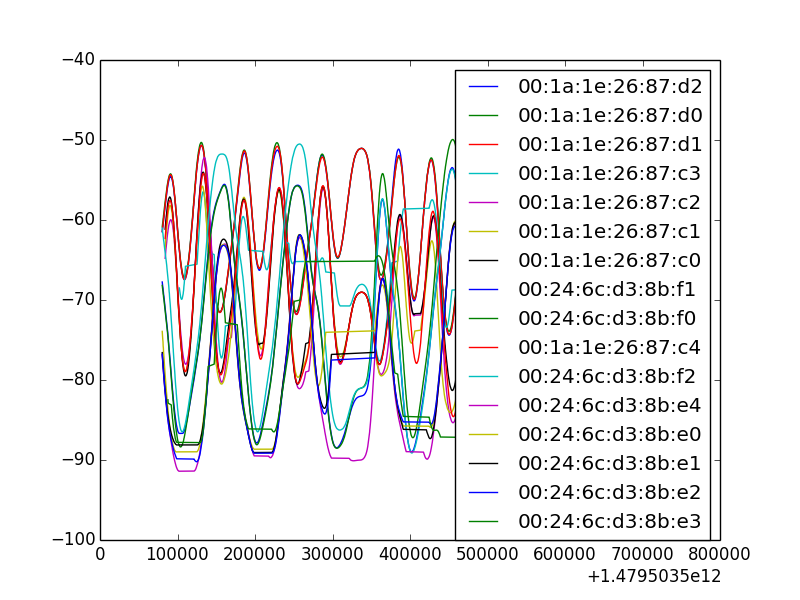 −40
−50
−60
−70
−80
−90
−100
0 100000 200000 300000 400000 500000 600000 700000 800000
+1.4795035e12
00:1a:1e:26:87:d2
00:1a:1e:26:87:d0
00:1a:1e:26:87:d1
00:1a:1e:26:87:c3
00:1a:1e:26:87:c2
00:1a:1e:26:87:c1
00:1a:1e:26:87:c0
00:24:6c:d3:8b:f1
00:24:6c:d3:8b:f0
00:1a:1e:26:87:c4
00:24:6c:d3:8b:f2
00:24:6c:d3:8b:e4
00:24:6c:d3:8b:e0
00:24:6c:d3:8b:e1
00:24:6c:d3:8b:e2
00:24:6c:d3:8b:e3